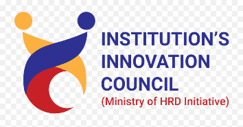 INSTITUTION'S
INNOVATION
COUNCIL
(Ministry of HRD Initiative)